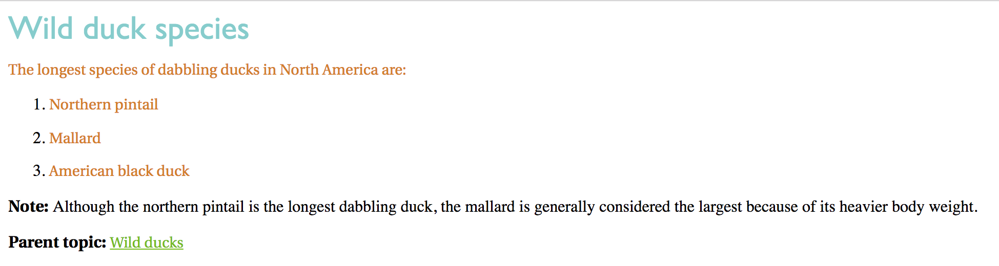 Wild duck species
The longest species of dabbling ducks in North America are:
1. Northern pintail
2. Mallard
3. American black duck
Note: Although the northern pintail is the longest dabbling duck, the mallard is generally considered the largest because of its heavier body weight.
Parent topic: Wild ducks